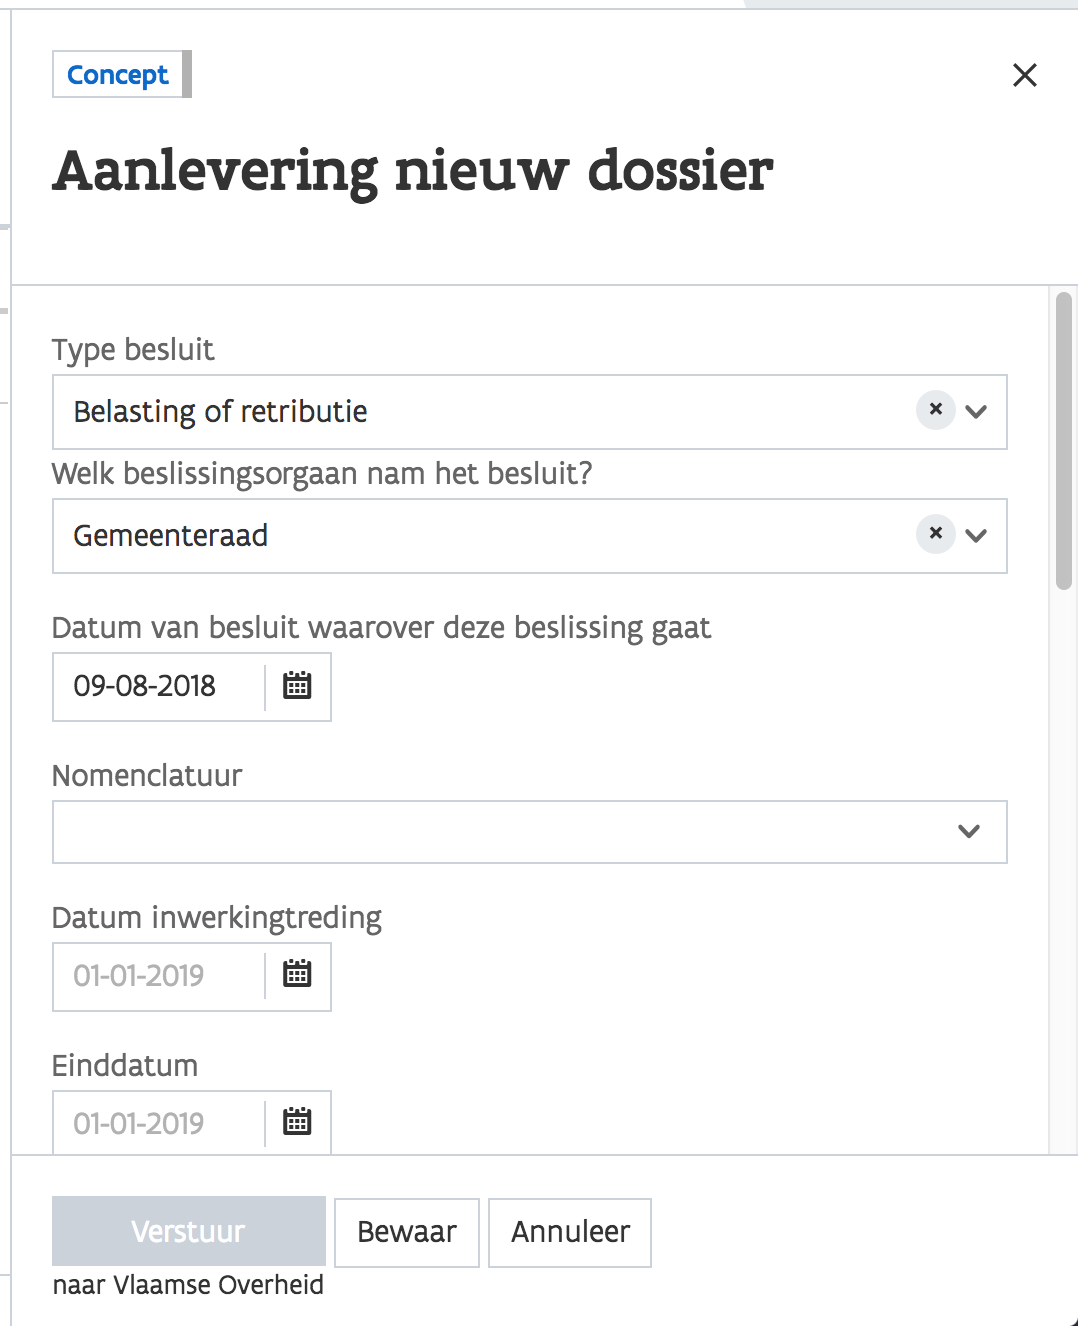 Concept
Aanlevering nieuw dossier
Type besluit
Belasting of retributie
Welk beslissingsorgaan nam het besluit?
Gemeenteraad
Datum van besluit waarover deze beslissing gaat
09-08-2018
Nomenclatuur
Datum inwerkingtreding
01-01-2019
Einddatum
01-01-2019
Verstuur
Bewaar
Annuleer
naar Vlaamse Overheid